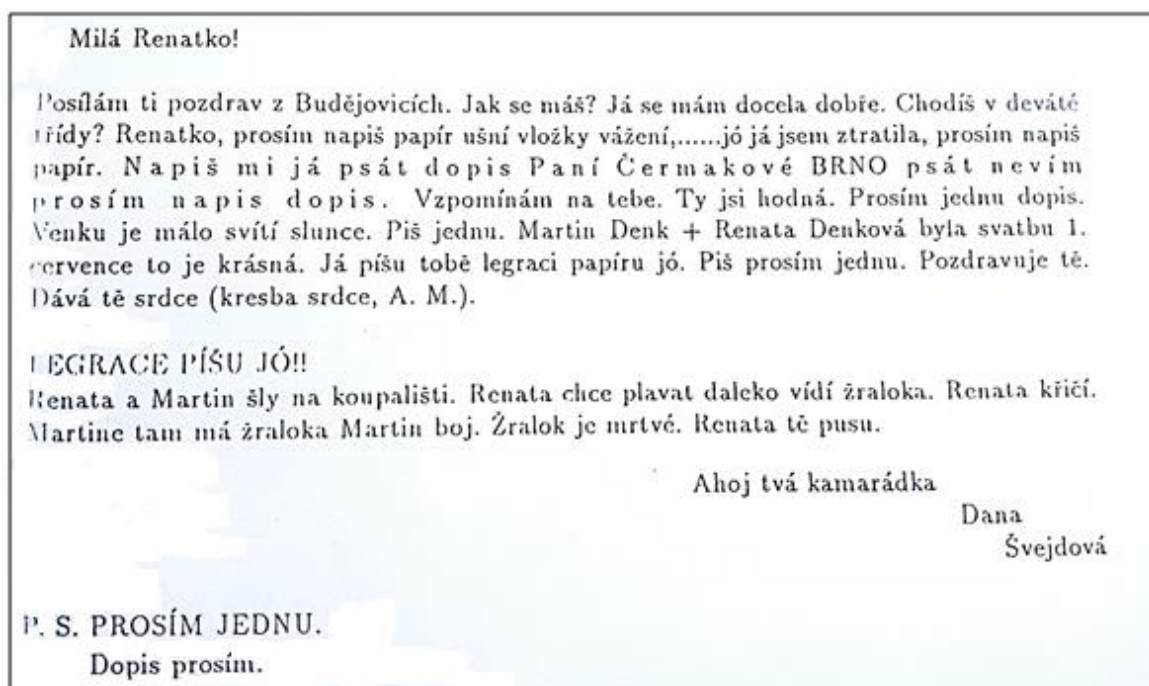 Milá Renatko!
Posílám ti pozdrav z Budějovicích. Jak se máš? Já se mám docela dobře. Chodíš v deváté
třídy? Renatko, prosím napiš papír ušní vložky vážení,......jó já jsem ztratila, prosím napiš
papír. Napiš mi já psát dopis Paní Čermakové BRNO psát nevím
prosím napis dopis. Vzpomínám na tebe. Ty jsi hodná. Prosím jednu dopis.
Venku je málo svítí slunce. Piš jednu. Martin Denk + Renata Denková byla svatbu 1.
července to je krásná. Já píšu tobě legraci papíru jó. Piš prosím jednu. Pozdravuje tě.
Dává tě srdce (kresba srdce, A. M.).
LEGRACE PÍŠU JÓ!!
Renata a Martin šly na koupališti. Renata chce plavat daleko vídí žraloka. Renata křičí.
Martine tam má žraloka Martin boj. Žralok je mrtvé. Renata tě pusu.
Ahoj tvá kamarádka
Dana
Švejdová
P. S. PROSÍM JEDNU.
Dopis prosím.